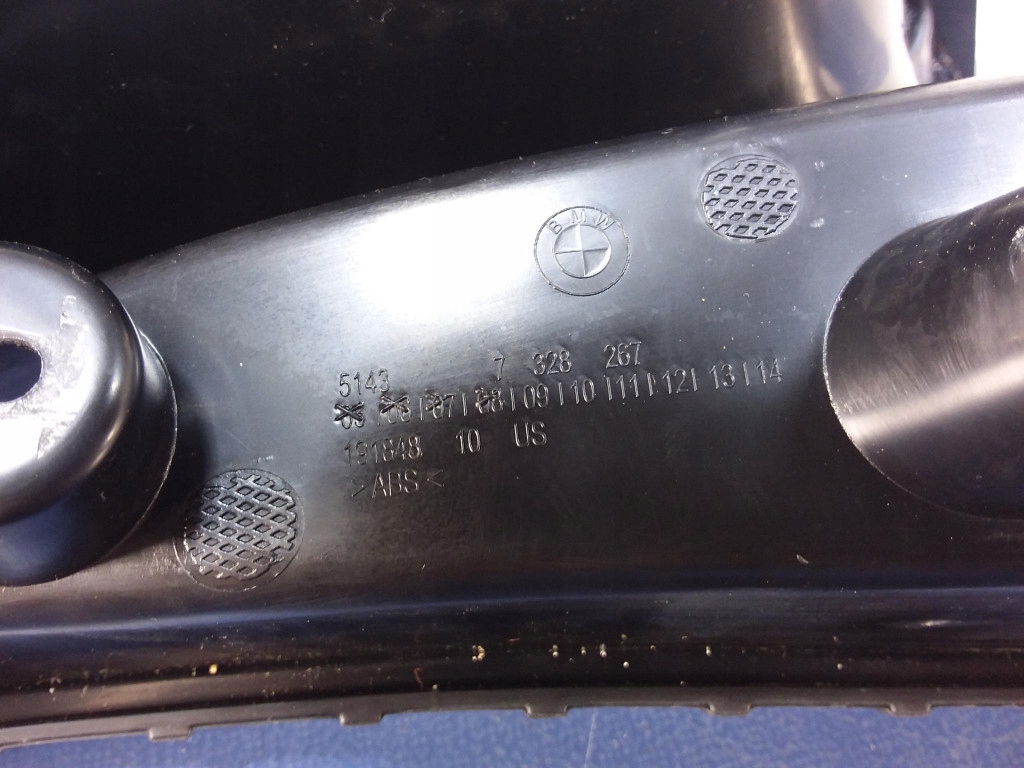 BMW
5143 7 328 267
05 06 07 | 08 | 09 | 10 | 11 | 12 | 13 | 14
191848 10 US
>ABS<